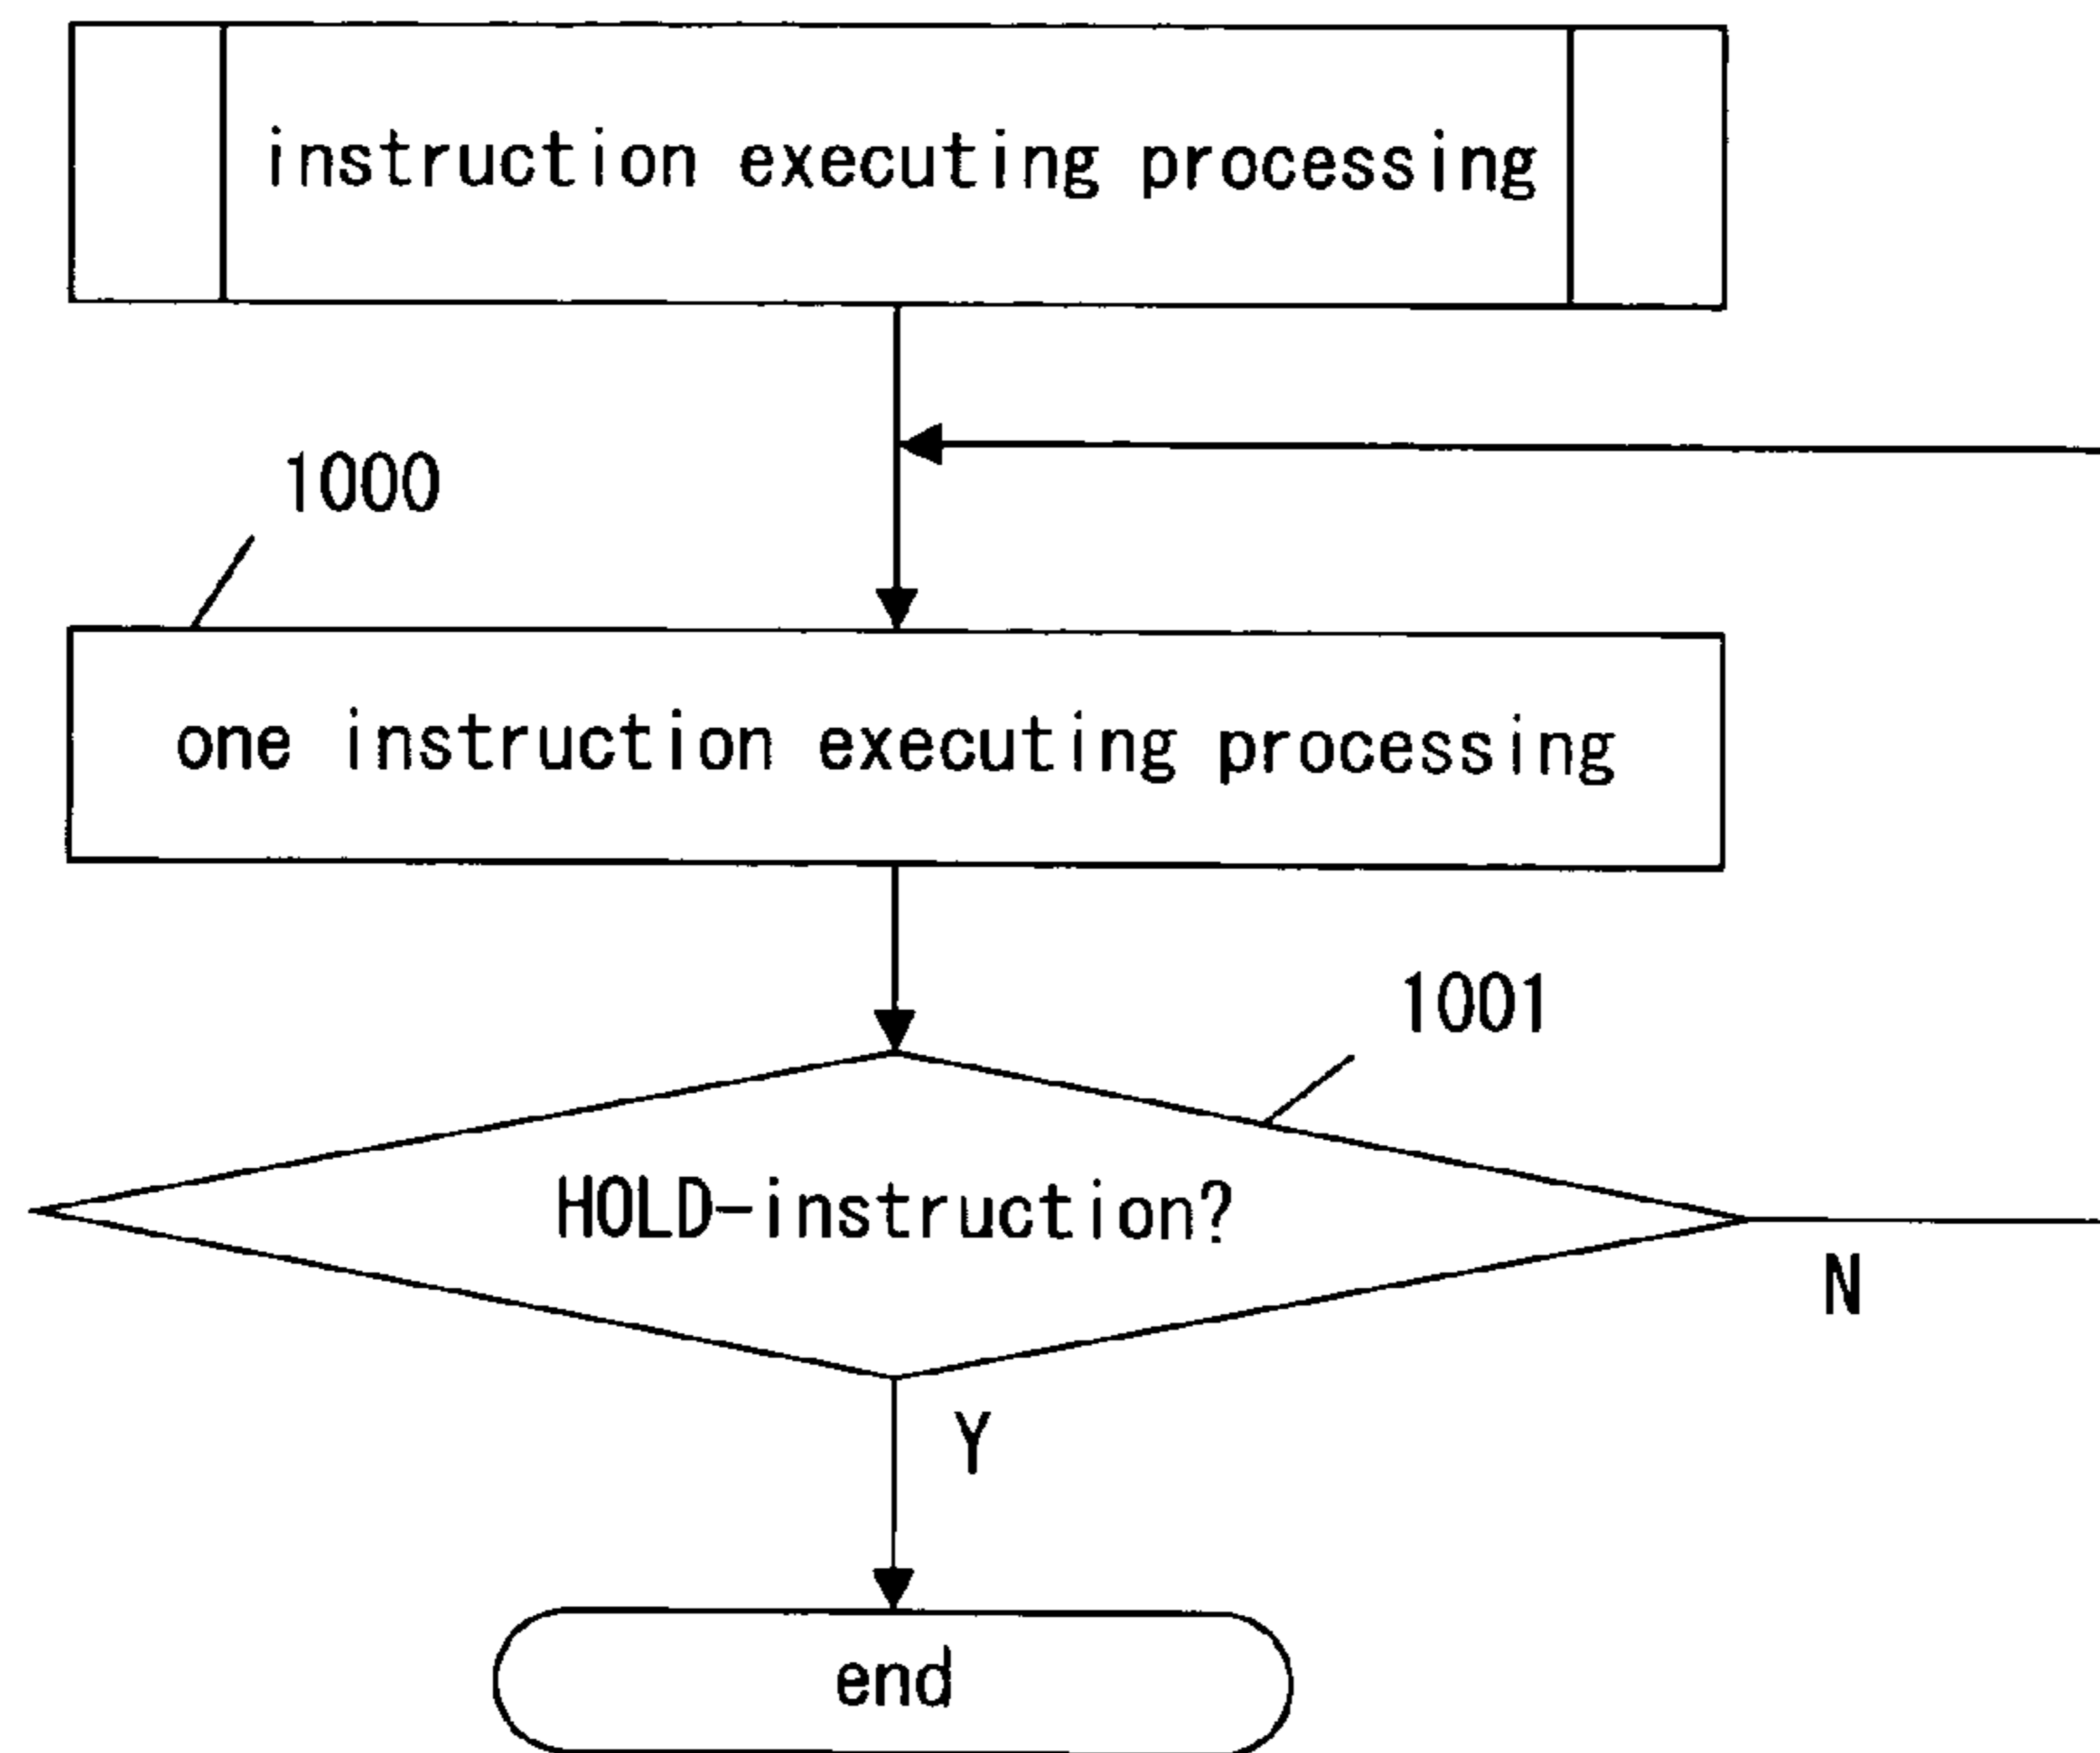 instruction executing processing
1000
one instruction executing processing
1001
HOLD-instruction?
N
Y
end